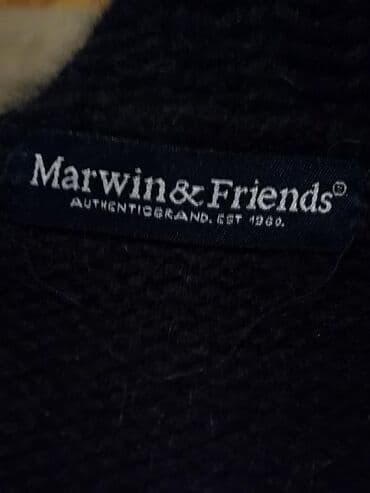 Marwin&Friends®
AUTHENTICBRAND. EST 1960.